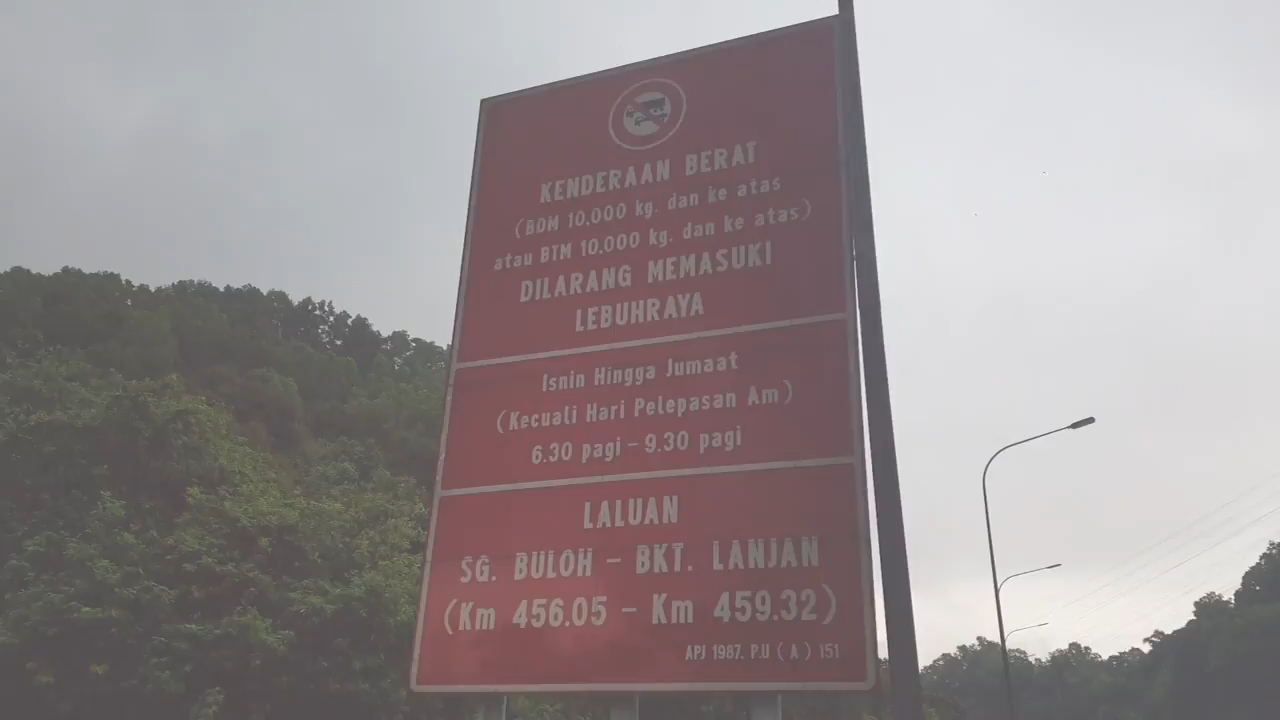 KENDERAAN BERAT
(BDM 10,000 kg. dan ke atas
atau BTM 10,000 kg. dan ke atas)
DILARANG MEMASUKI
LEBUHRAYA
Isnin Hingga Jumaat
(Kecuali Hari Pelepasan Am)
6.30 pagi – 9.30 pagi
LALUAN
SG. BULOH – BKT. LANJAN
(Km 456.05 – Km 459.32)
APJ 1987. P.U ( A ) 151